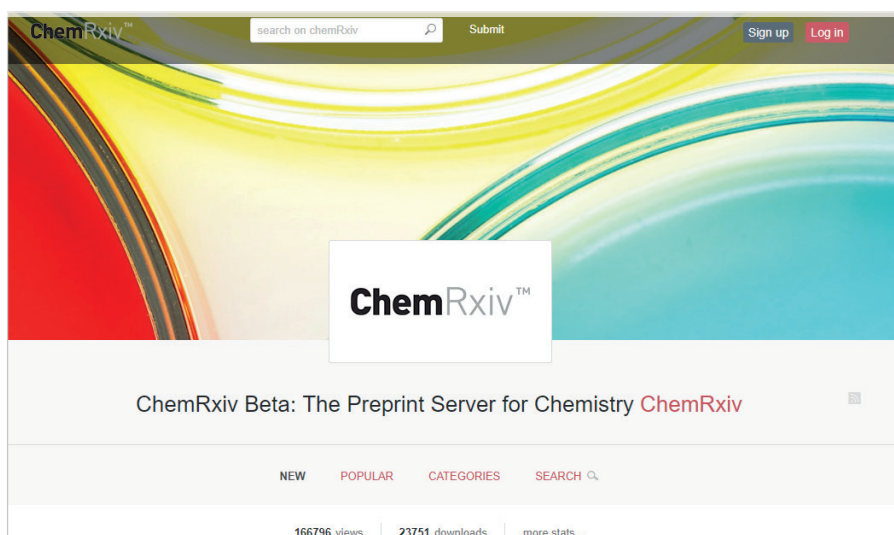 ChemRxiv™
search on chemRxiv
Submit
Sign up
Log in
ChemRxiv™
ChemRxiv Beta: The Preprint Server for Chemistry ChemRxiv
NEW
POPULAR
CATEGORIES
SEARCH
166796 views
23751 downloads
more stats...